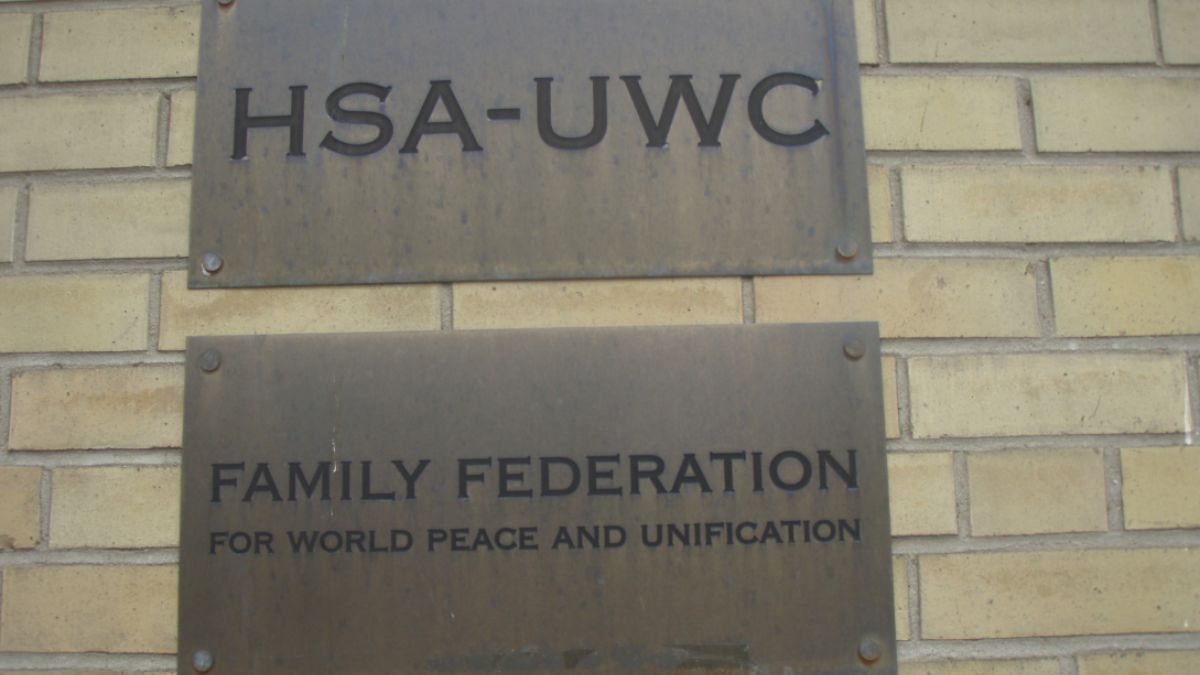 HSA-UWC
FAMILY FEDERATION
FOR WORLD PEACE AND UNIFICATION